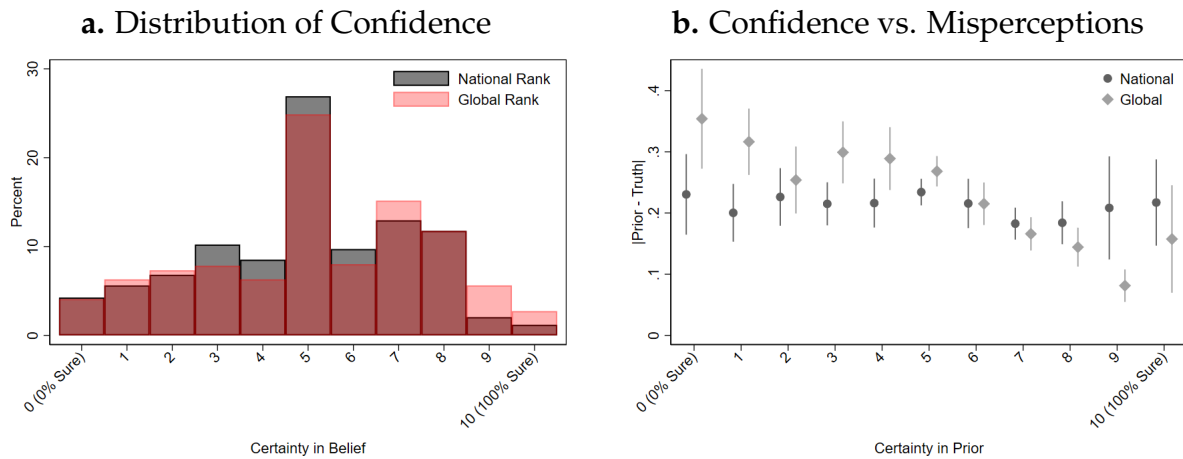 a. Distribution of Confidence
National Rank
Global Rank
Percent
0
10
20
30
0 (0% Sure)
1
2
3
4
5
6
7
8
9
10 (100% Sure)
Certainty in Belief
b. Confidence vs. Misperceptions
National
Global
|Prior - Truth|
0
.1
.2
.3
.4
0 (0% Sure)
1
2
3
4
5
6
7
8
9
10 (100% Sure)
Certainty in Prior